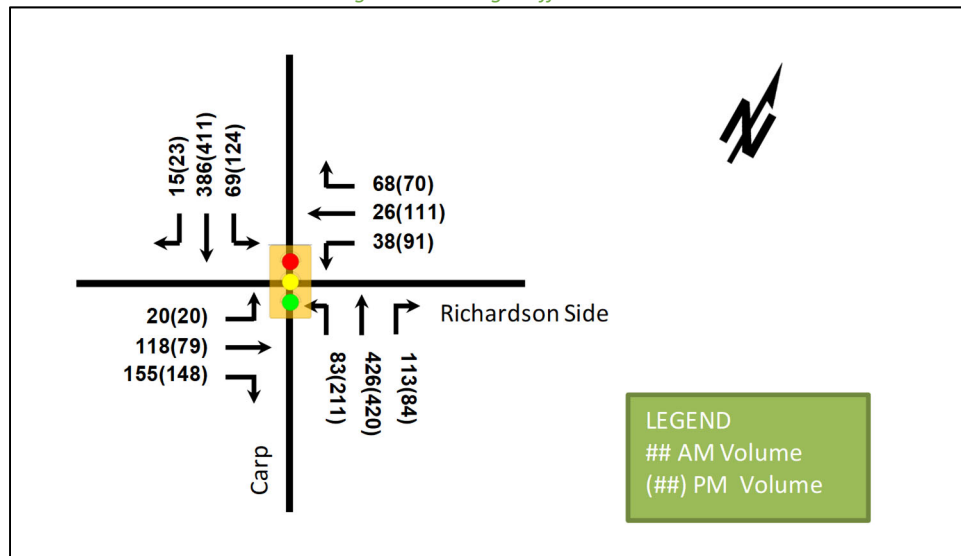 15(23)
386(411)
69(124)
68(70)
26(111)
38(91)
20(20)
118(79)
155(148)
83(211)
426(420)
113(84)
Richardson Side
Carp
N
LEGEND
## AM Volume
(##) PM Volume